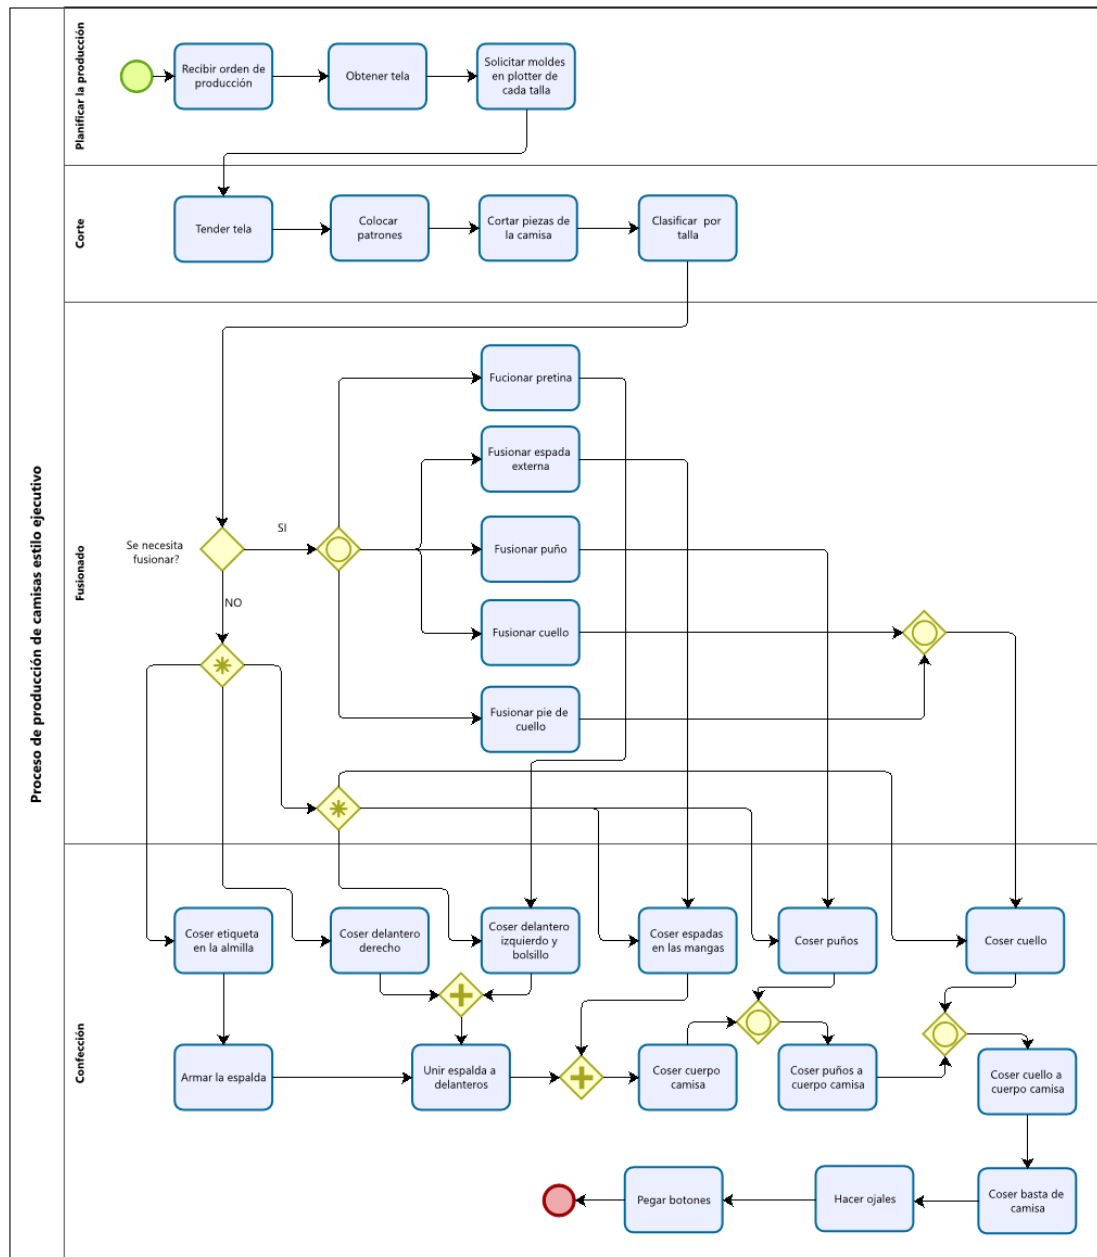 Proceso de producción de camisas estilo ejecutivo
Planificar la producción
Recibir orden de
producción
Obtener tela
Solicitar moldes
en plotter de
cada talla
Corte
Tender tela
Colocar
patrones
Cortar piezas de
la camisa
Clasificar por
talla
Fusionado
Se necesita
fusionar?
SI
NO
Fucionar pretina
Fusionar espada
externa
Fusionar puño
Fusionar cuello
Fusionar pie de
cuello
Confección
Coser etiqueta
en la almilla
Coser delantero
derecho
Coser delantero
izquierdo y
bolsillo
Coser espadas
en las mangas
Coser puños
Coser cuello
Armar la espalda
Unir espalda a
delanteros
Coser cuerpo
camisa
Coser puños a
cuerpo camisa
Coser cuello a
cuerpo camisa
Pegar botones
Hacer ojales
Coser basta de
camisa